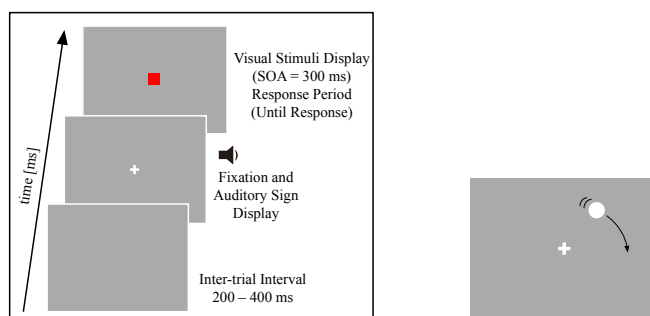 Visual Stimuli Display
(SOA = 300 ms)
Response Period
(Until Response)
time [ms]
Fixation and
Auditory Sign
Display
Inter-trial Interval
200 – 400 ms